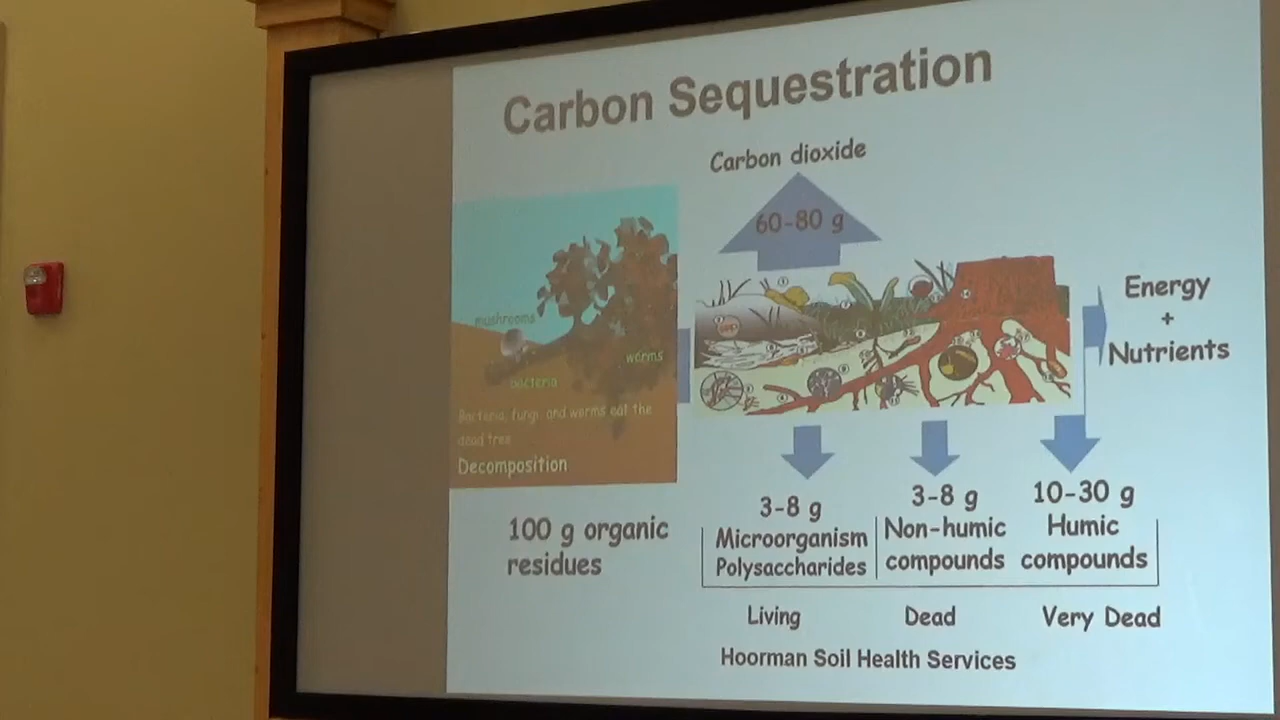 Carbon Sequestration
Carbon dioxide
60-80 g
mushrooms
worms
bacteria
Bacteria, fungi, and worms eat the
dead tree
Decomposition
Energy
+
Nutrients
100 g organic
residues
3-8 g
Microorganism
Polysaccharides
3-8 g
Non-humic
compounds
10-30 g
Humic
compounds
Living
Dead
Very Dead
Hoorman Soil Health Services